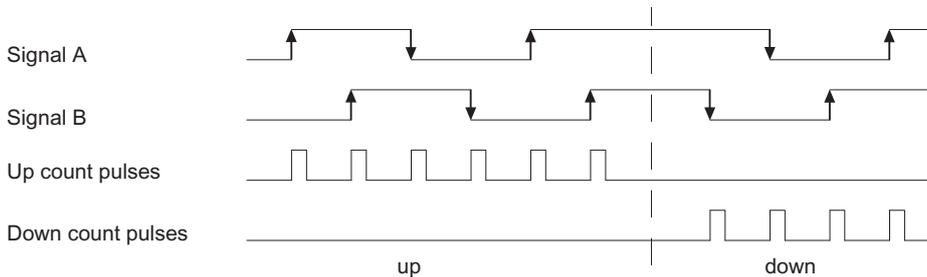 Signal A
Signal B
Up count pulses
Down count pulses
up down